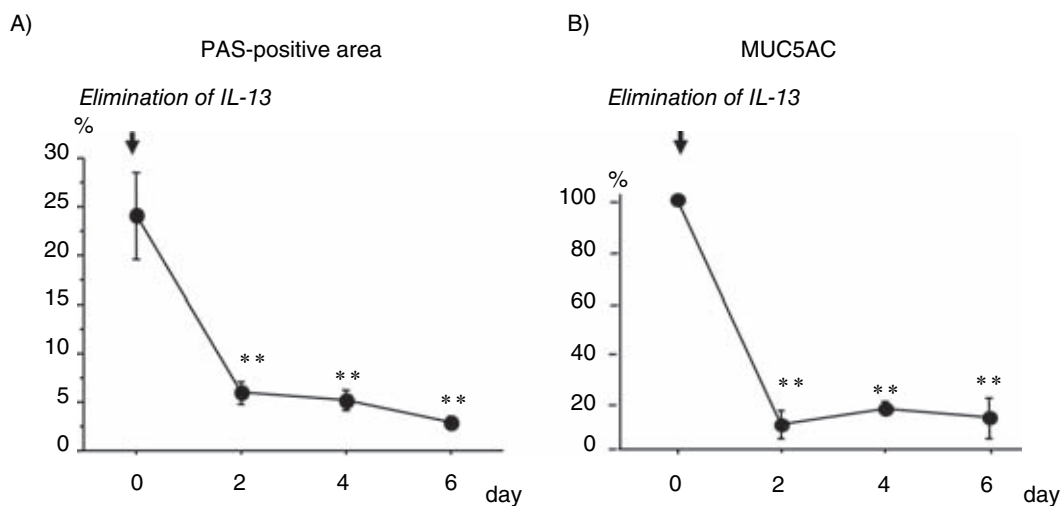 A)
PAS-positive area
Elimination of IL-13
%
30
25
20
15
10
5
0
**
**
**
0 2 4 6 day
B)
MUC5AC
Elimination of IL-13
%
100
80
60
40
20
0
**
**
**
0 2 4 6 day